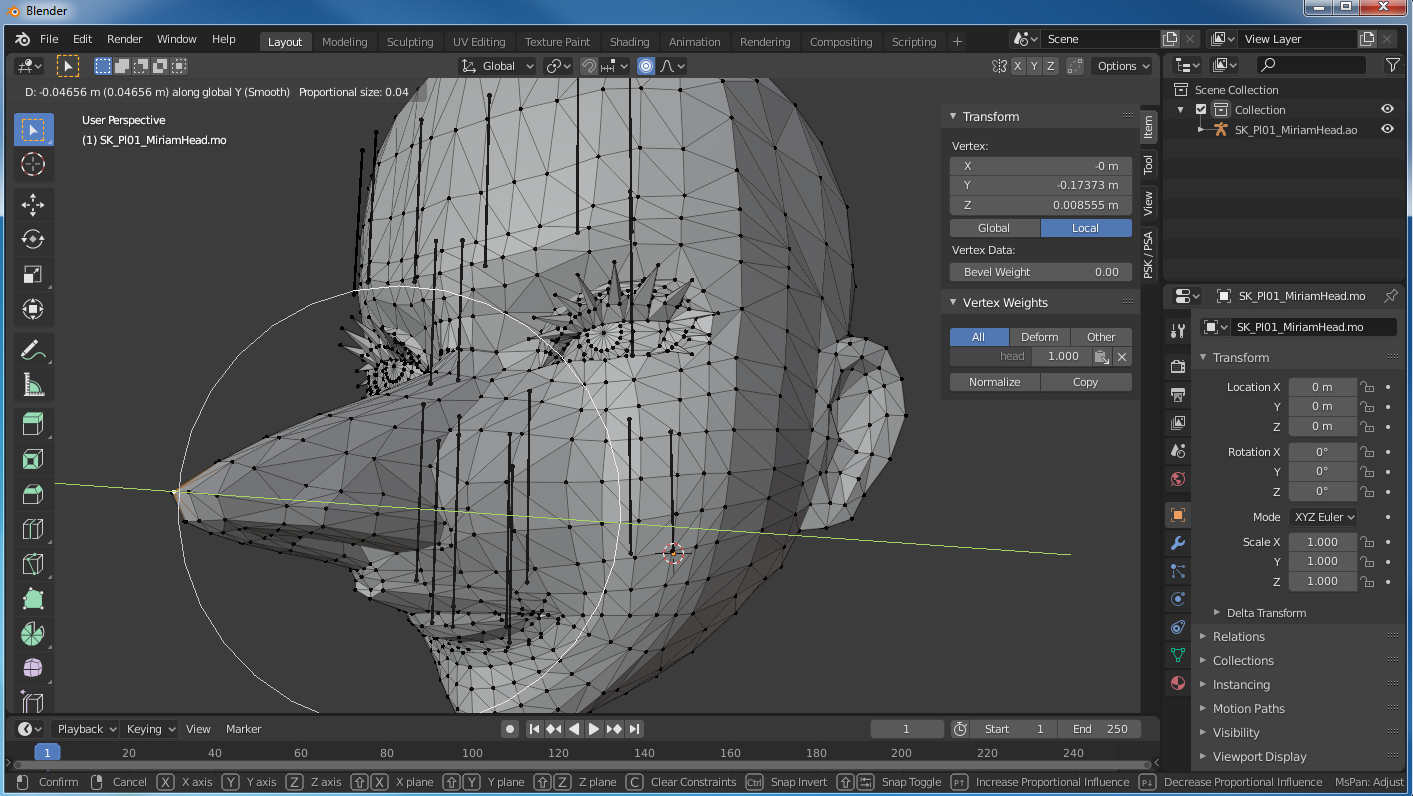 Blender
File Edit Render Window Help Layout Modeling Sculpting UV Editing Texture Paint Shading Animation Rendering Compositing Scripting + Scene View Layer
Global X Y Z Options
D: -0.04656 m (0.04656 m) along global Y (Smooth) Proportional size: 0.04
User Perspective
(1) SK_Pl01_MiriamHead.mo
Transform
Vertex:
X -0 m
Y -0.17373 m
Z 0.008555 m
Global Local
Vertex Data:
Bevel Weight 0.00
Vertex Weights
All Deform Other
head 1.000
Normalize Copy
Item
Tool
View
PSK / PSA
Scene Collection
Collection
SK_Pl01_MiriamHead.ao
SK_Pl01_MiriamHead.mo
SK_Pl01_MiriamHead.mo
Transform
Location X 0 m
Y 0 m
Z 0 m
Rotation X 0°
Y 0°
Z 0°
Mode XYZ Euler
Scale X 1.000
Y 1.000
Z 1.000
Delta Transform
Relations
Collections
Instancing
Motion Paths
Visibility
Viewport Display
Playback Keying View Marker 1 Start 1 End 250
1 20 40 60 80 100 120 140 160 180 200 220 240
Confirm Cancel X X axis Y Y axis Z Z axis X X plane Y Y plane Z Z plane C Clear Constraints Ctrl Snap Invert Snap Toggle P↑ Increase Proportional Influence P↓ Decrease Proportional Influence MsPan: Adjust